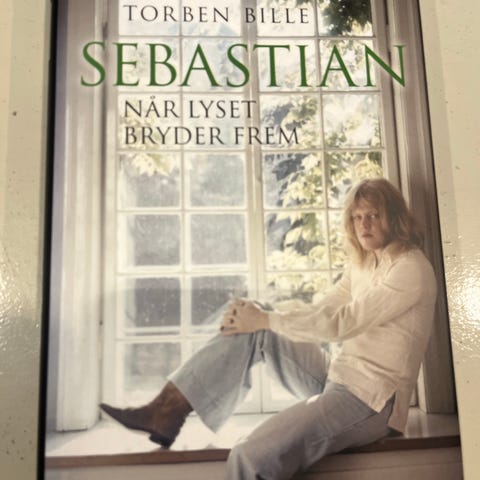 TORBEN BILLE
SEBASTIAN
NÅR LYSET
BRYDER FREM